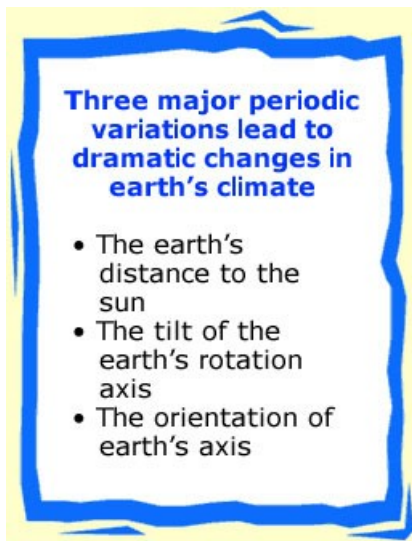 Three major periodic
variations lead to
dramatic changes in
earth’s climate
• The earth’s
distance to the
sun
• The tilt of the
earth’s rotation
axis
• The orientation of
earth’s axis